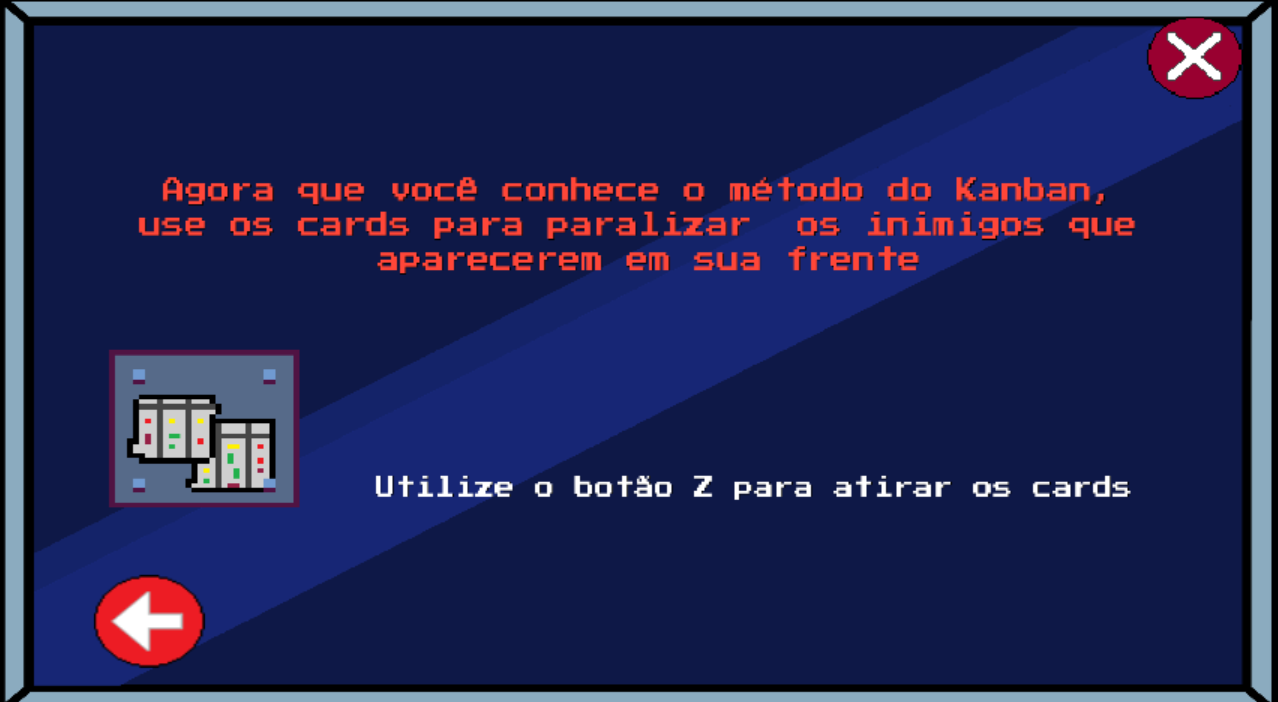 Agora que você conhece o método do Kanban,
use os cards para paralizar os inimigos que
aparecerem em sua frente
Utilize o botão Z para atirar os cards